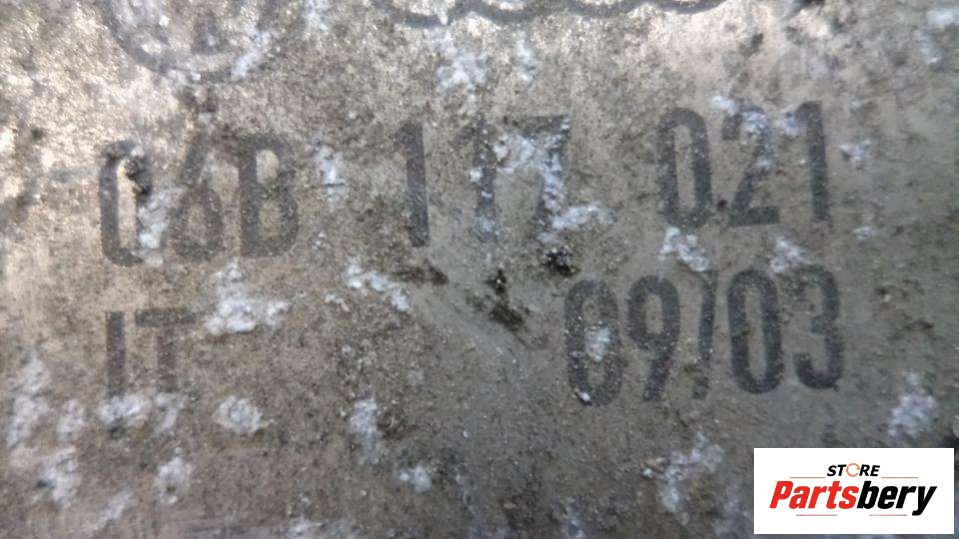 06B 117 021
IT 09/03
STORE
Partsbery